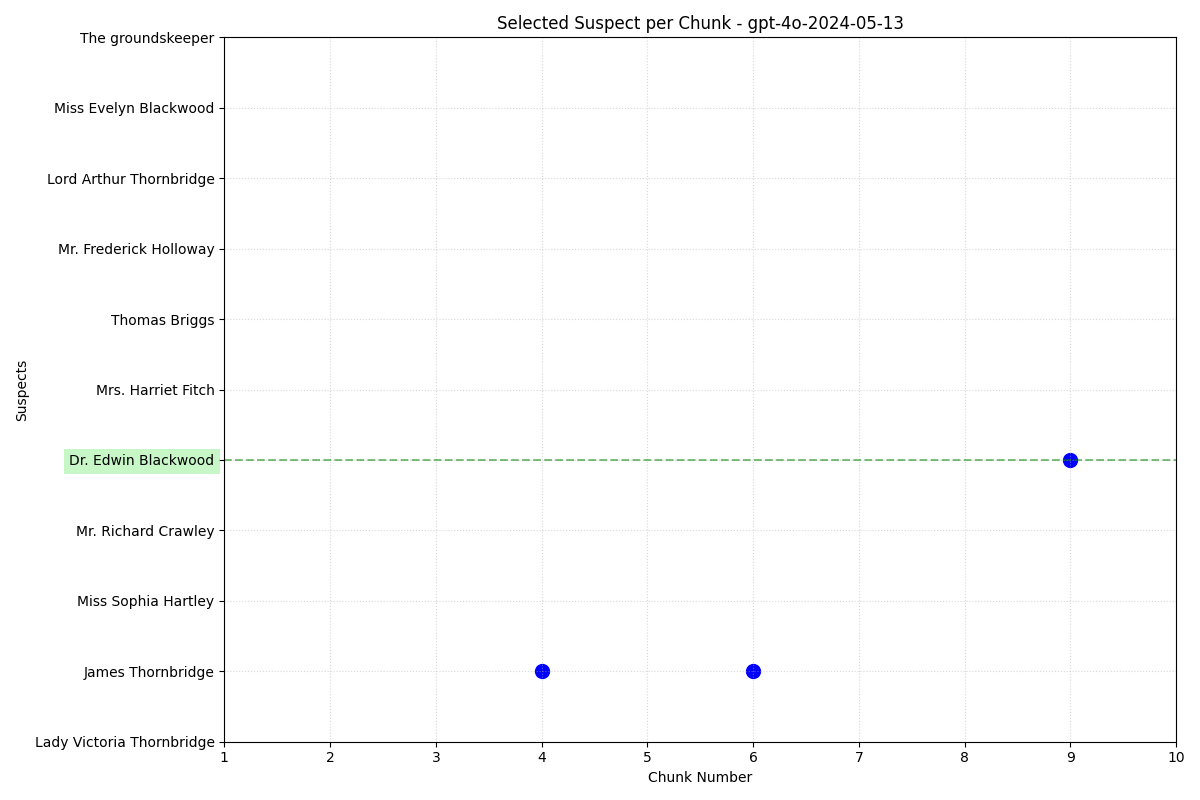 Selected Suspect per Chunk - gpt-4o-2024-05-13
The groundskeeper
Miss Evelyn Blackwood
Lord Arthur Thornbridge
Mr. Frederick Holloway
Thomas Briggs
Mrs. Harriet Fitch
Dr. Edwin Blackwood
Mr. Richard Crawley
Miss Sophia Hartley
James Thornbridge
Lady Victoria Thornbridge
Suspects
1 2 3 4 5 6 7 8 9 10
Chunk Number